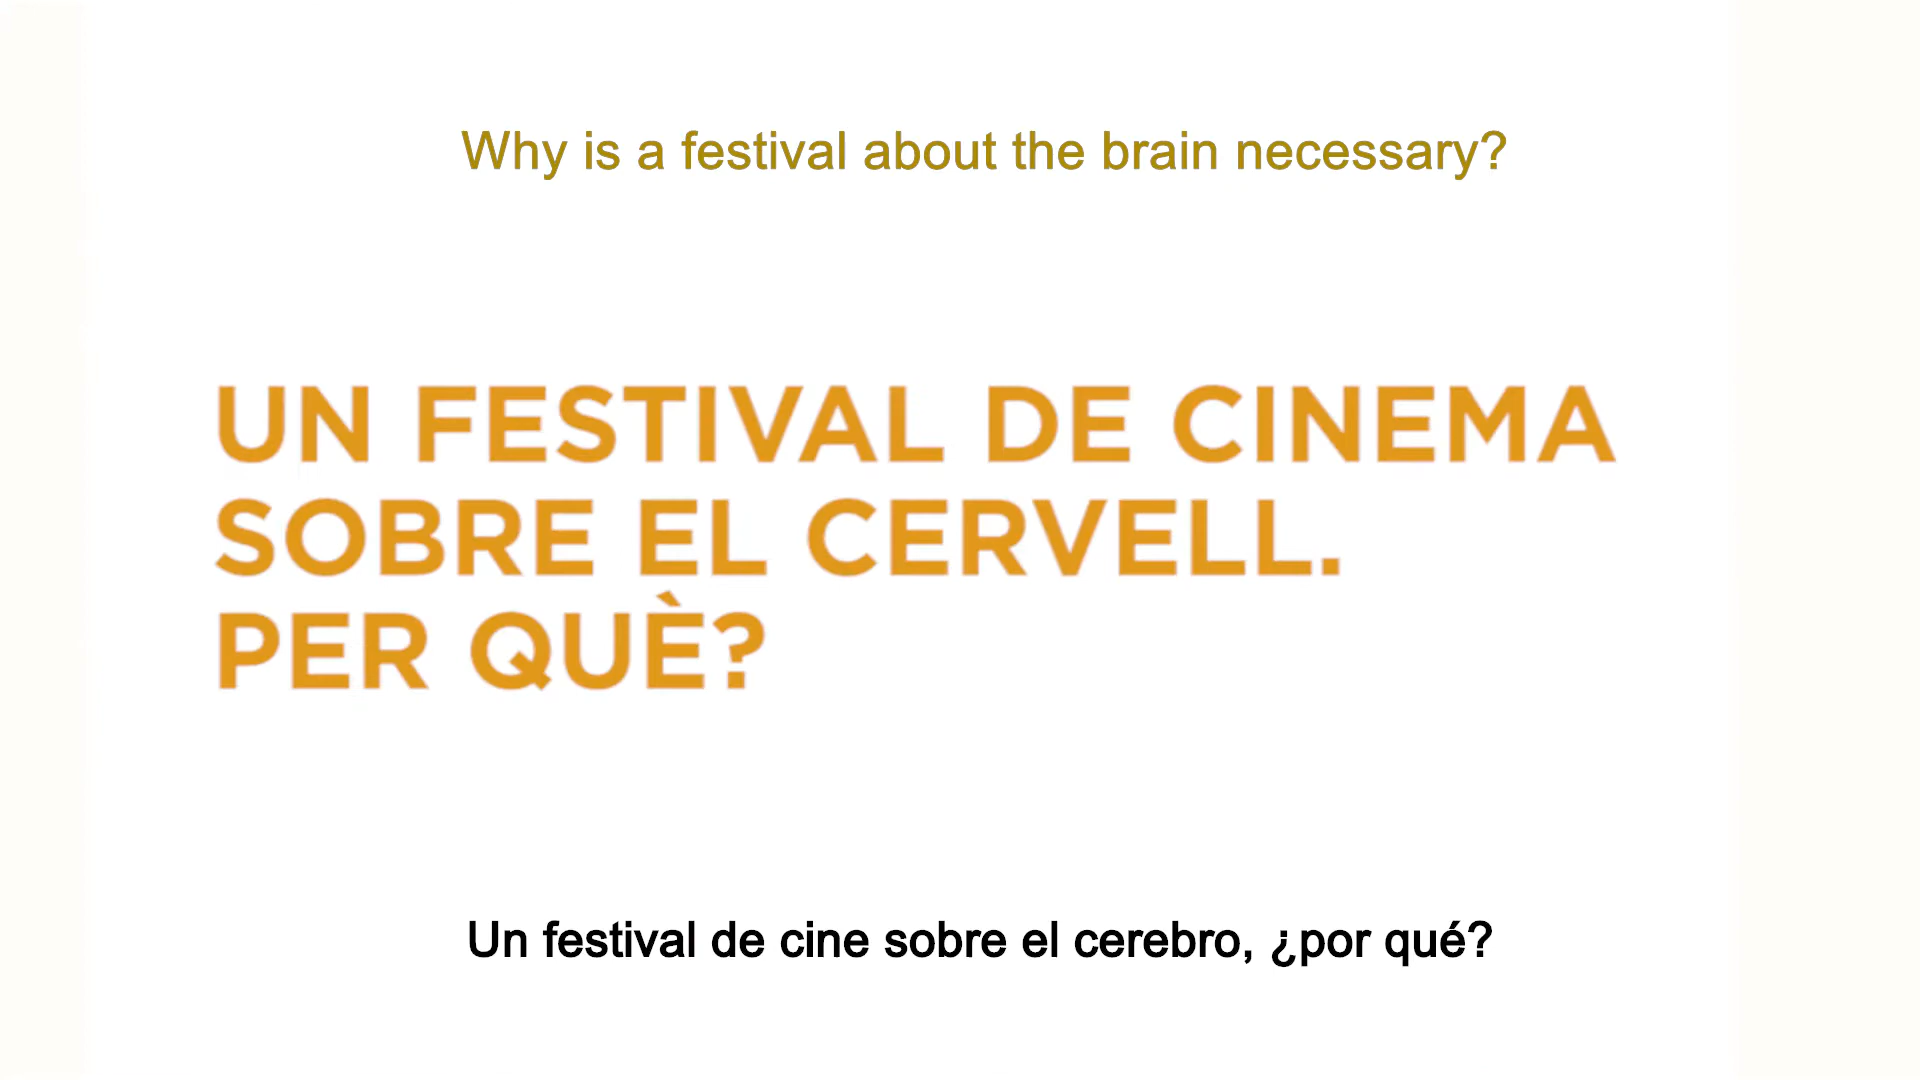 Why is a festival about the brain necessary?
UN FESTIVAL DE CINEMA
SOBRE EL CERVELL.
PER QUÈ?
Un festival de cine sobre el cerebro, ¿por qué?